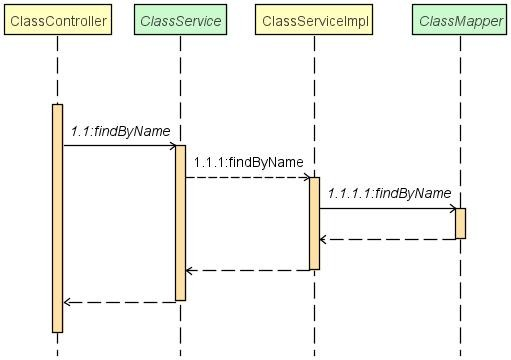 ClassController
ClassService
ClassServiceImpl
ClassMapper
1.1:findByName
1.1.1:findByName
1.1.1.1:findByName